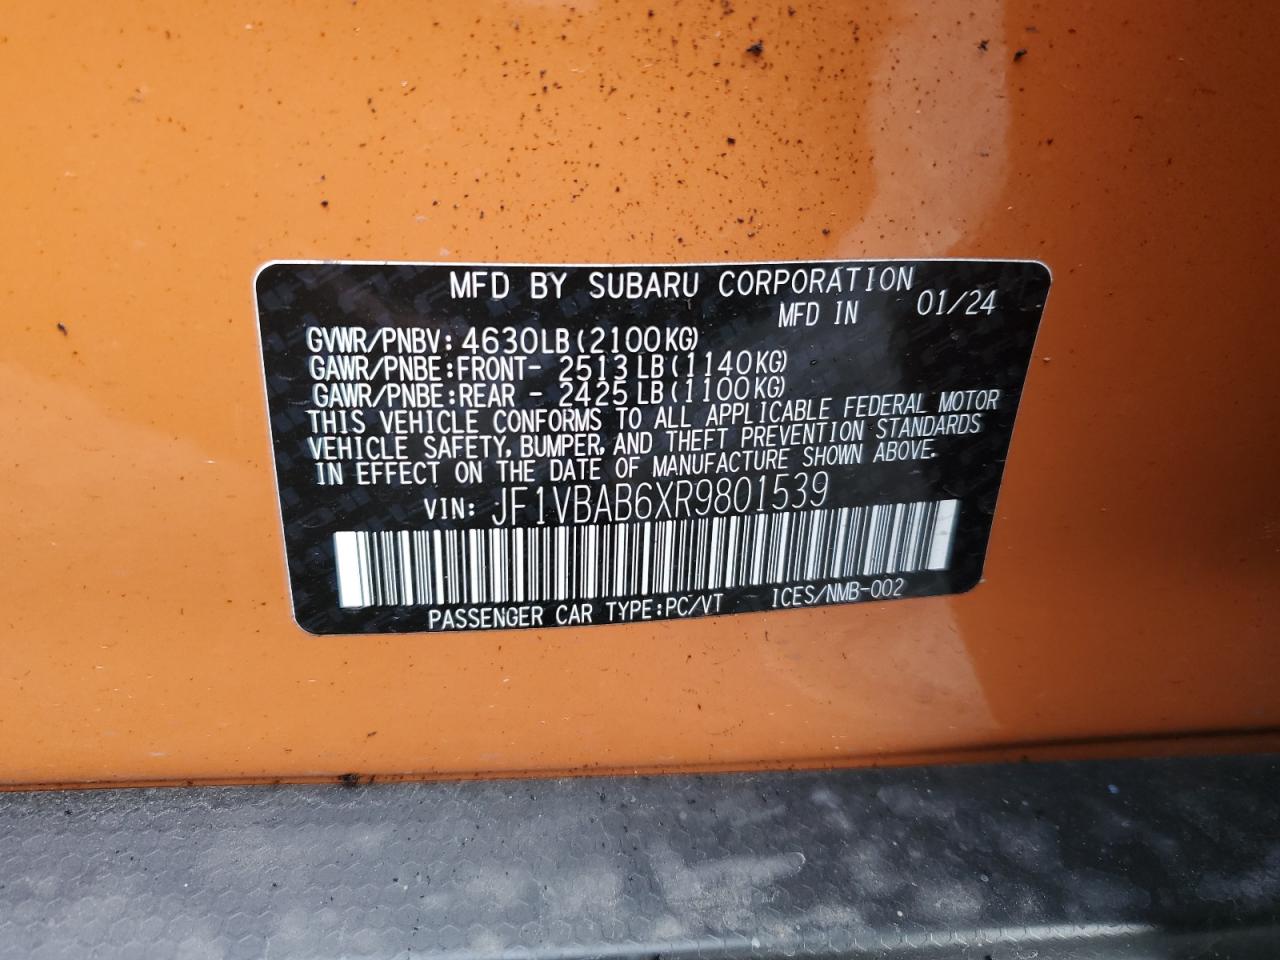 MFD BY SUBARU CORPORATION
MFD IN 01/24
GVWR/PNBV: 4630LB (2100KG)
GAWR/PNBE:FRONT- 2513 LB (1140KG)
GAWR/PNBE:REAR - 2425 LB (1100KG)
THIS VEHICLE CONFORMS TO ALL APPLICABLE FEDERAL MOTOR
VEHICLE SAFETY, BUMPER, AND THEFT PREVENTION STANDARDS
IN EFFECT ON THE DATE OF MANUFACTURE SHOWN ABOVE.
VIN: JF1VBAB6XR9801539
PASSENGER CAR TYPE:PC/VT ICES/NMB-002